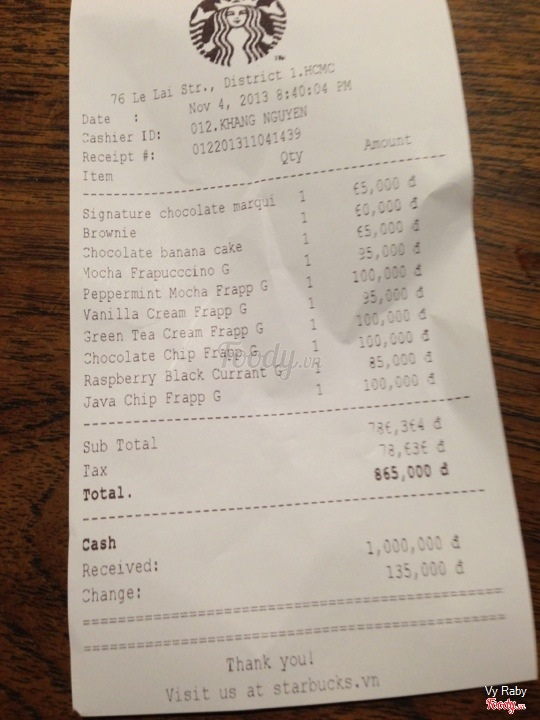 76 Le Lai Str., District 1.HCMC
Date : Nov 4, 2013 8:40:04 PM
Cashier ID: 012.KHANG NGUYEN
Receipt #: 012201311041439
Item Qty Amount
Signature chocolate marqui 1 65,000 đ
Brownie 1 60,000 đ
Chocolate banana cake 1 65,000 đ
Mocha Frapucccino G 1 95,000 đ
Peppermint Mocha Frapp G 1 100,000 đ
Vanilla Cream Frapp G 1 95,000 đ
Green Tea Cream Frapp G 1 100,000 đ
Chocolate Chip Frapp G 1 100,000 đ
Raspberry Black Currant G 1 85,000 đ
Java Chip Frapp G 1 100,000 đ
Foody.vn
Sub Total 786,364 đ
Tax 78,636 đ
Total. 865,000 đ
Cash
Received: 1,000,000 đ
Change: 135,000 đ
Thank you!
Visit us at starbucks.vn
Vy Raby
Foody.vn